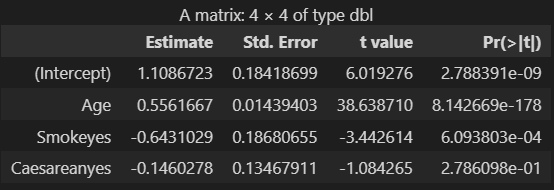 A matrix: 4 × 4 of type dbl
Estimate Std. Error t value Pr(>|t|)
(Intercept) 1.1086723 0.18418699 6.019276 2.788391e-09
Age 0.5561667 0.01439403 38.638710 8.142669e-178
Smokeyes -0.6431029 0.18680655 -3.442614 6.093803e-04
Caesareanyes -0.1460278 0.13467911 -1.084265 2.786098e-01